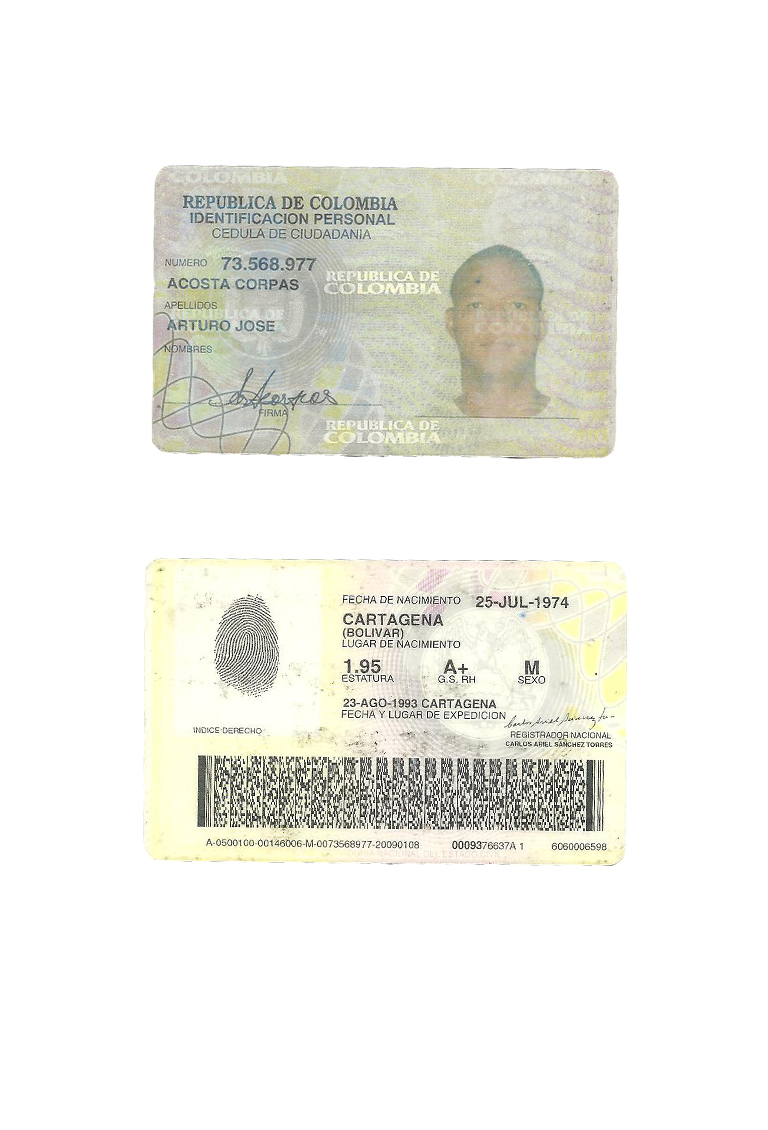 COLOMBIA
REPUBLICA DE COLOMBIA
IDENTIFICACION PERSONAL
CEDULA DE CIUDADANIA
NUMERO 73.568.977
ACOSTA CORPAS
APELLIDOS
ARTURO JOSE
NOMBRES
REPUBLICA DE
COLOMBIA
FIRMA
REPUBLICA DE
COLOMBIA
FECHA DE NACIMIENTO 25-JUL-1974
CARTAGENA
(BOLIVAR)
LUGAR DE NACIMIENTO
1.95 A+ M
ESTATURA G.S. RH SEXO
23-AGO-1993 CARTAGENA
FECHA Y LUGAR DE EXPEDICION
INDICE DERECHO
REGISTRADOR NACIONAL
CARLOS ARIEL SÁNCHEZ TORRES
A-0500100-00146006-M-0073568977-20090108 0009376637A 1 6060006598